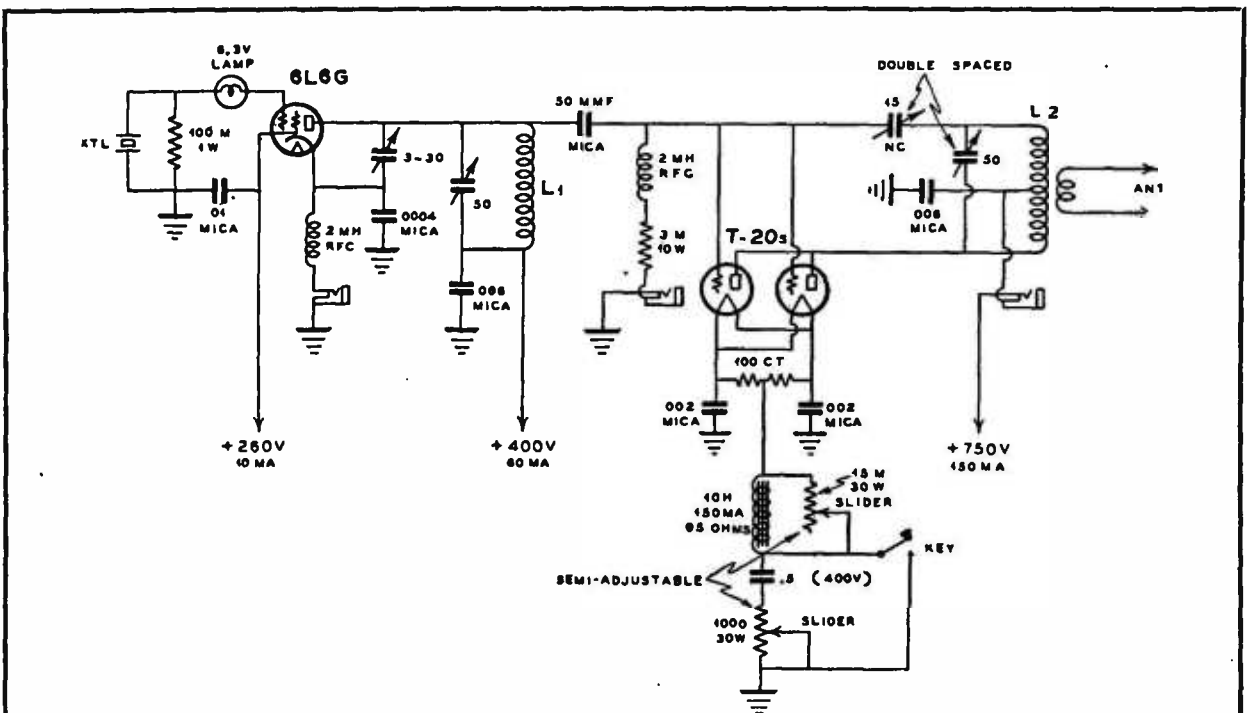 6.3V
LAMP
6L6G
XTL
100 M
1W
01
MICA
2 MH
RFC
3-30
0004
MICA
50
L1
006
MICA
50 MMF
MICA
2 MH
RFC
3 M
10W
T-20s
DOUBLE SPACED
15
NC
50
L2
006
MICA
ANT
100 CT
002
MICA
002
MICA
+260V
10 MA
+400V
60 MA
+750V
150 MA
10H
150MA
95 OHMS
15 M
30W
SLIDER
KEY
SEMI-ADJUSTABLE
.5 (400V)
1000
30W
SLIDER